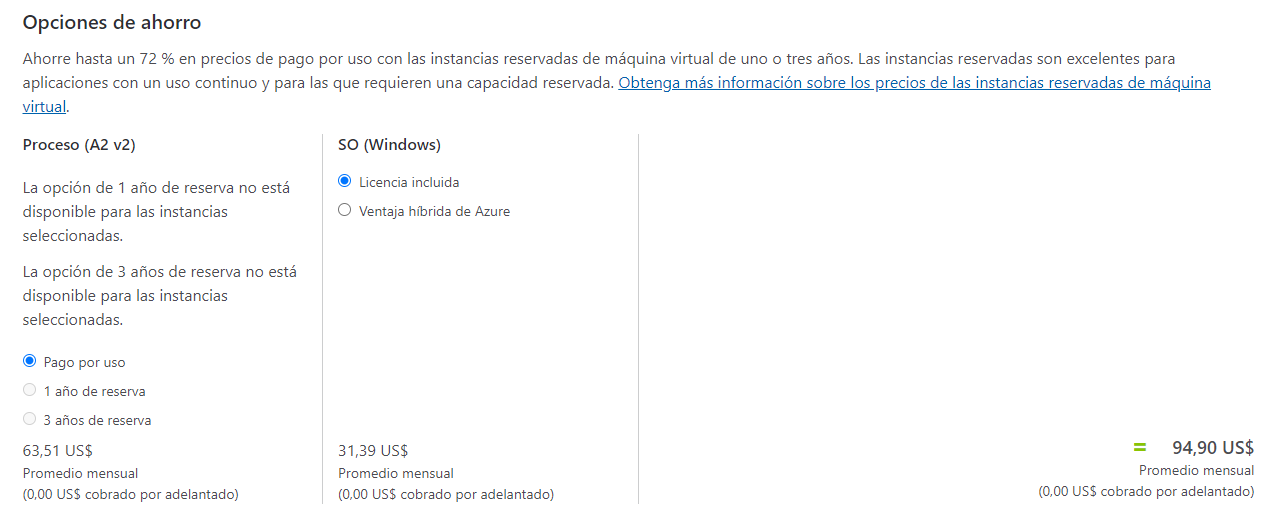 Opciones de ahorro
Ahorre hasta un 72 % en precios de pago por uso con las instancias reservadas de máquina virtual de uno o tres años. Las instancias reservadas son excelentes para
aplicaciones con un uso continuo y para las que requieren una capacidad reservada. Obtenga más información sobre los precios de las instancias reservadas de máquina
virtual.
Proceso (A2 v2)
La opción de 1 año de reserva no está
disponible para las instancias
seleccionadas.
La opción de 3 años de reserva no está
disponible para las instancias
seleccionadas.
Pago por uso
1 año de reserva
3 años de reserva
63,51 US$
Promedio mensual
(0,00 US$ cobrado por adelantado)
SO (Windows)
Licencia incluida
Ventaja híbrida de Azure
31,39 US$
Promedio mensual
(0,00 US$ cobrado por adelantado)
= 94,90 US$
Promedio mensual
(0,00 US$ cobrado por adelantado)